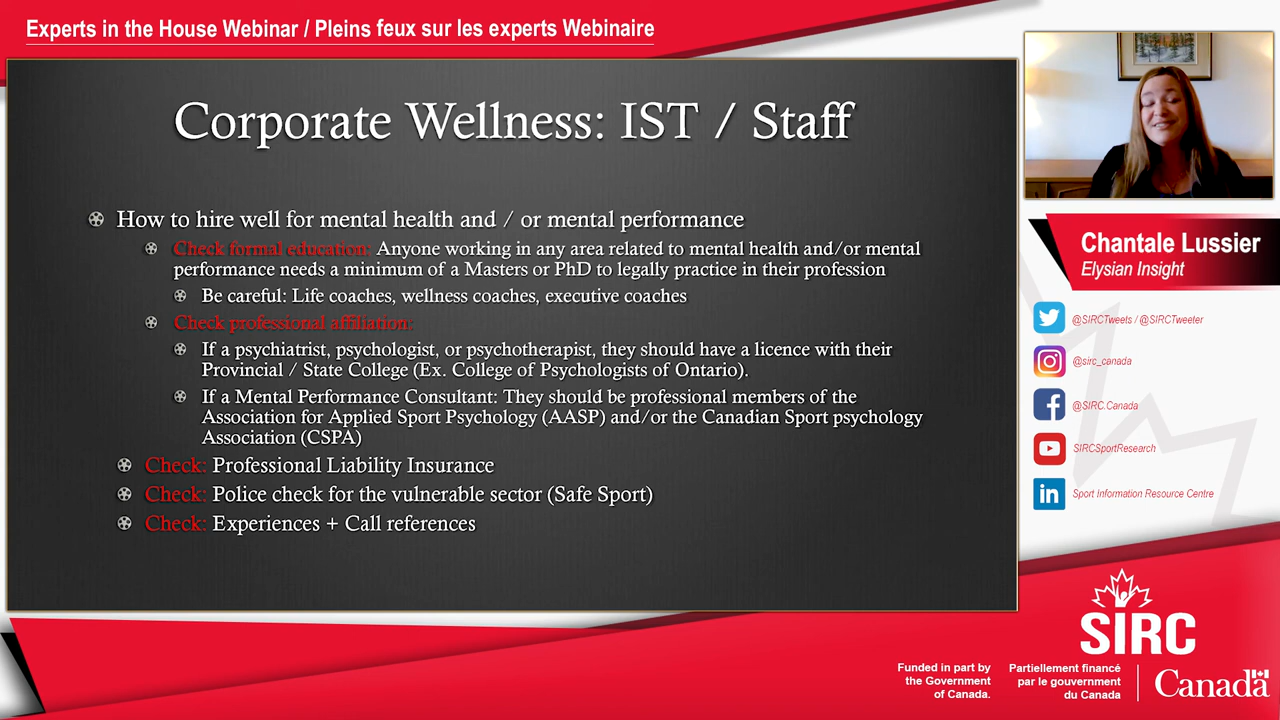 Experts in the House Webinar / Pleins feux sur les experts Webinaire
Corporate Wellness: IST / Staff
How to hire well for mental health and / or mental performance
Check formal education: Anyone working in any area related to mental health and/or mental
performance needs a minimum of a Masters or PhD to legally practice in their profession
Be careful: Life coaches, wellness coaches, executive coaches
Check professional affiliation:
If a psychiatrist, psychologist, or psychotherapist, they should have a licence with their
Provincial / State College (Ex. College of Psychologists of Ontario).
If a Mental Performance Consultant: They should be professional members of the
Association for Applied Sport Psychology (AASP) and/or the Canadian Sport psychology
Association (CSPA)
Check: Professional Liability Insurance
Check: Police check for the vulnerable sector (Safe Sport)
Check: Experiences + Call references
Chantale Lussier
Elysian Insight
@SIRCTweets / @SIRCTweeter
@sirc_canada
@SIRC.Canada
SIRCSportResearch
in
Sport Information Resource Centre
SIRC
Funded in part by
the Government
of Canada.
Partiellement financé
par le gouvernment
du Canada
Canada